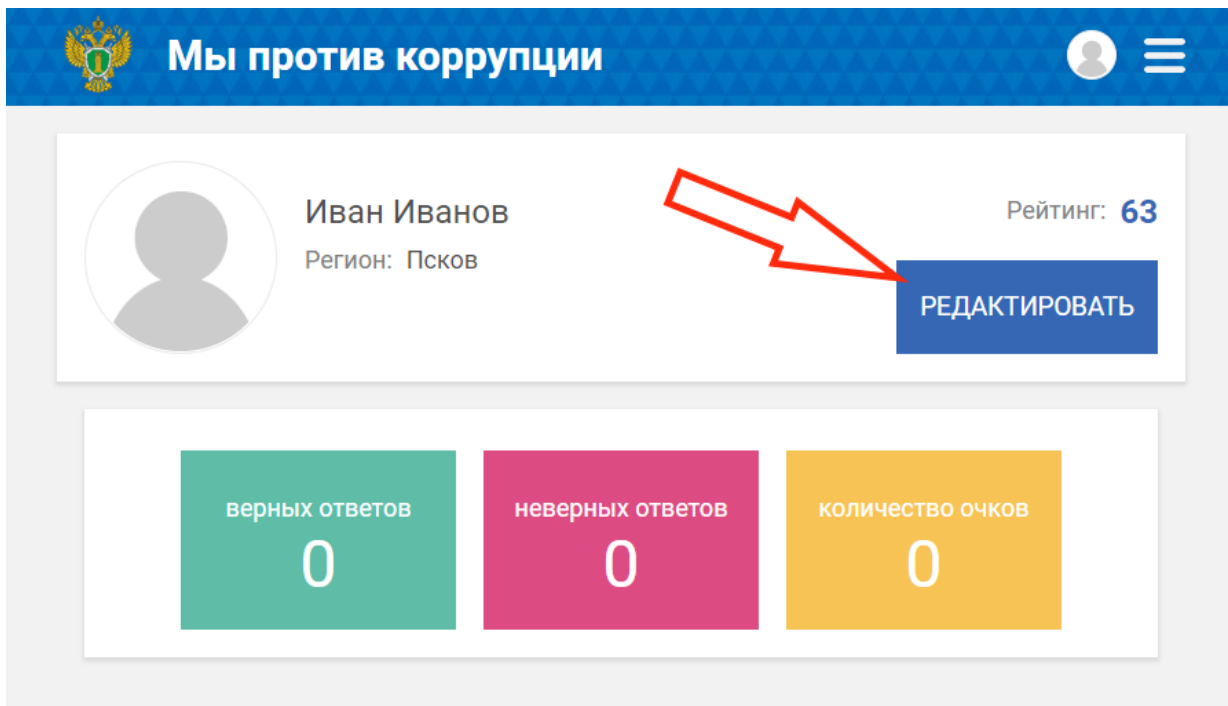 Мы против коррупции
Иван Иванов
Регион: Псков
Рейтинг: 63
РЕДАКТИРОВАТЬ
верных ответов
0
неверных ответов
0
количество очков
0